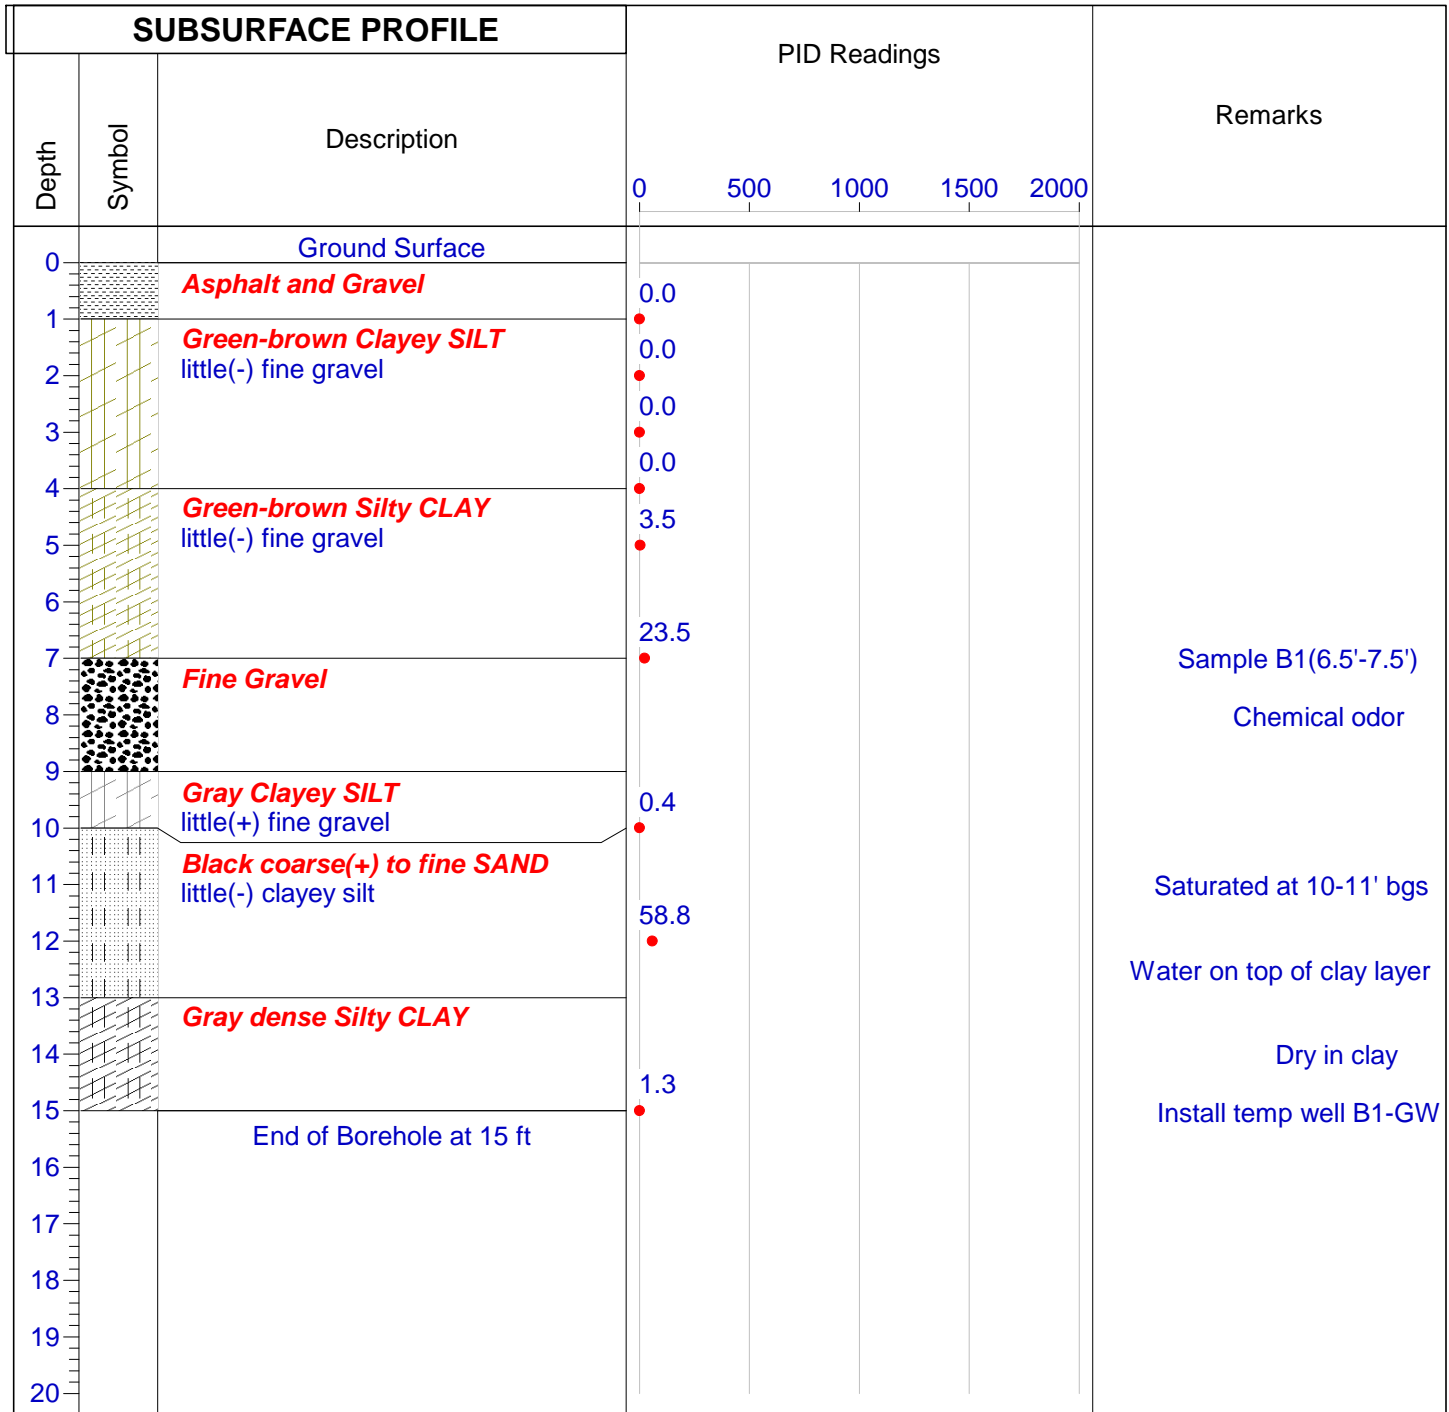 SUBSURFACE PROFILE
PID Readings
Remarks
Depth
Symbol
Description
0 500 1000 1500 2000
Ground Surface
0
Asphalt and Gravel
0.0
1
Green-brown Clayey SILT
0.0
little(-) fine gravel
2
0.0
3
0.0
4
Green-brown Silty CLAY
3.5
little(-) fine gravel
5
6
23.5
7
Sample B1(6.5'-7.5')
Fine Gravel
8
Chemical odor
9
Gray Clayey SILT
0.4
little(+) fine gravel
10
Black coarse(+) to fine SAND
11
little(-) clayey silt
Saturated at 10-11' bgs
58.8
12
Water on top of clay layer
13
Gray dense Silty CLAY
14
Dry in clay
1.3
15
Install temp well B1-GW
End of Borehole at 15 ft
16
17
18
19
20